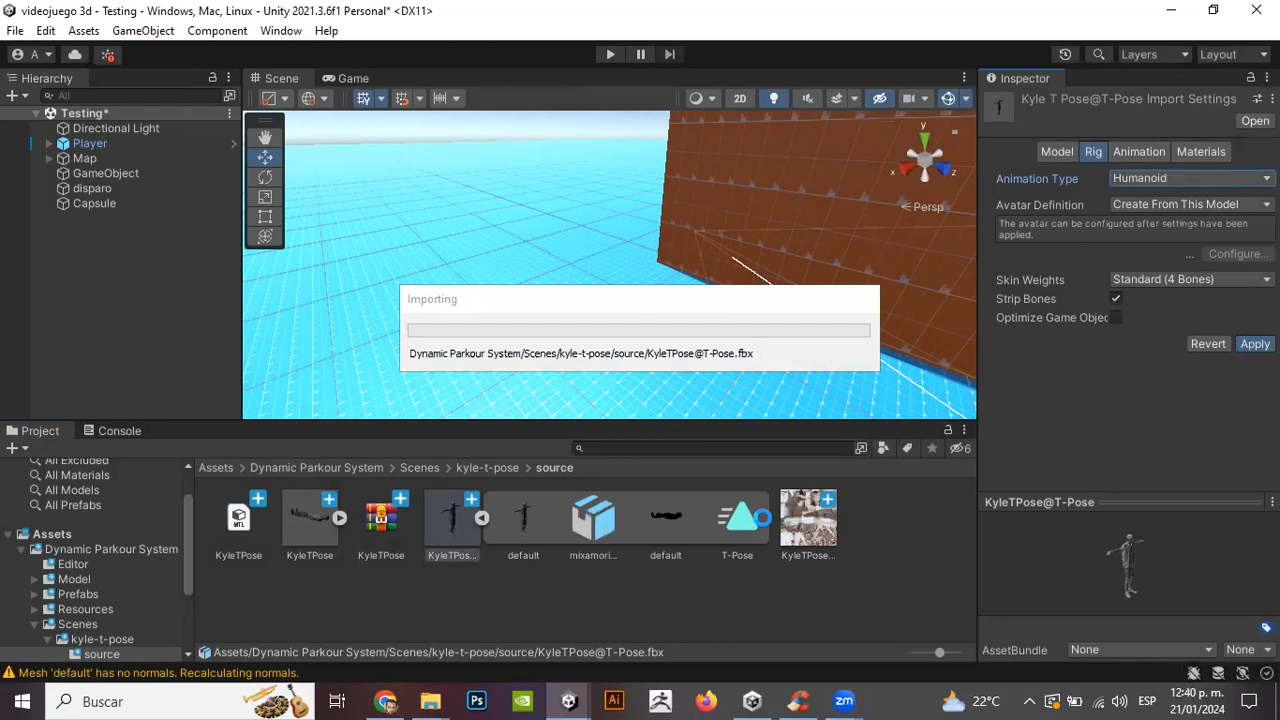 videojuego 3d - Testing - Windows, Mac, Linux - Unity 2021.3.6f1 Personal* <DX11>
File Edit Assets GameObject Component Window Help
A Layers Layout
Hierarchy
All
Testing*
Directional Light
Player
Map
GameObject
disparo
Capsule
Scene Game
2D
y
x
z
Persp
Importing
Dynamic Parkour System/Scenes/kyle-t-pose/source/KyleTPose@T-Pose.fbx
Inspector
Kyle T Pose@T-Pose Import Settings
Open
Model Rig Animation Materials
Animation Type Humanoid
Avatar Definition Create From This Model
The avatar can be configured after settings have been
applied.
... Configure...
Skin Weights Standard (4 Bones)
Strip Bones
Optimize Game Objec
Revert Apply
Project Console
6
All Excluded
All Materials
All Models
All Prefabs
Assets
Dynamic Parkour System
Editor
Model
Prefabs
Resources
Scenes
kyle-t-pose
source
Assets > Dynamic Parkour System > Scenes > kyle-t-pose > source
MTL
KyleTPose KyleTPose KyleTPose KyleTPos... default mixamori... default T-Pose KyleTPose...
Assets/Dynamic Parkour System/Scenes/kyle-t-pose/source/KyleTPose@T-Pose.fbx
KyleTPose@T-Pose
AssetBundle None None
Mesh 'default' has no normals. Recalculating normals.
Buscar
Ps
Ai
zm
22°C
ESP
12:40 p. m.
21/01/2024